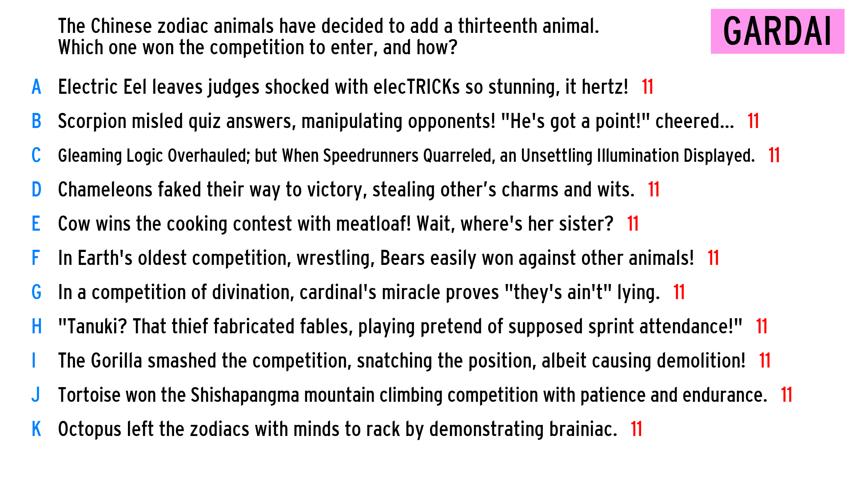 The Chinese zodiac animals have decided to add a thirteenth animal.
Which one won the competition to enter, and how?
GARDAI
A Electric Eel leaves judges shocked with elecTRICKs so stunning, it hertz! 11
B Scorpion misled quiz answers, manipulating opponents! "He's got a point!" cheered... 11
C Gleaming Logic Overhauled; but When Speedrunners Quarreled, an Unsettling Illumination Displayed. 11
D Chameleons faked their way to victory, stealing other’s charms and wits. 11
E Cow wins the cooking contest with meatloaf! Wait, where's her sister? 11
F In Earth's oldest competition, wrestling, Bears easily won against other animals! 11
G In a competition of divination, cardinal's miracle proves "they's ain't" lying. 11
H "Tanuki? That thief fabricated fables, playing pretend of supposed sprint attendance!" 11
I The Gorilla smashed the competition, snatching the position, albeit causing demolition! 11
J Tortoise won the Shishapangma mountain climbing competition with patience and endurance. 11
K Octopus left the zodiacs with minds to rack by demonstrating brainiac. 11